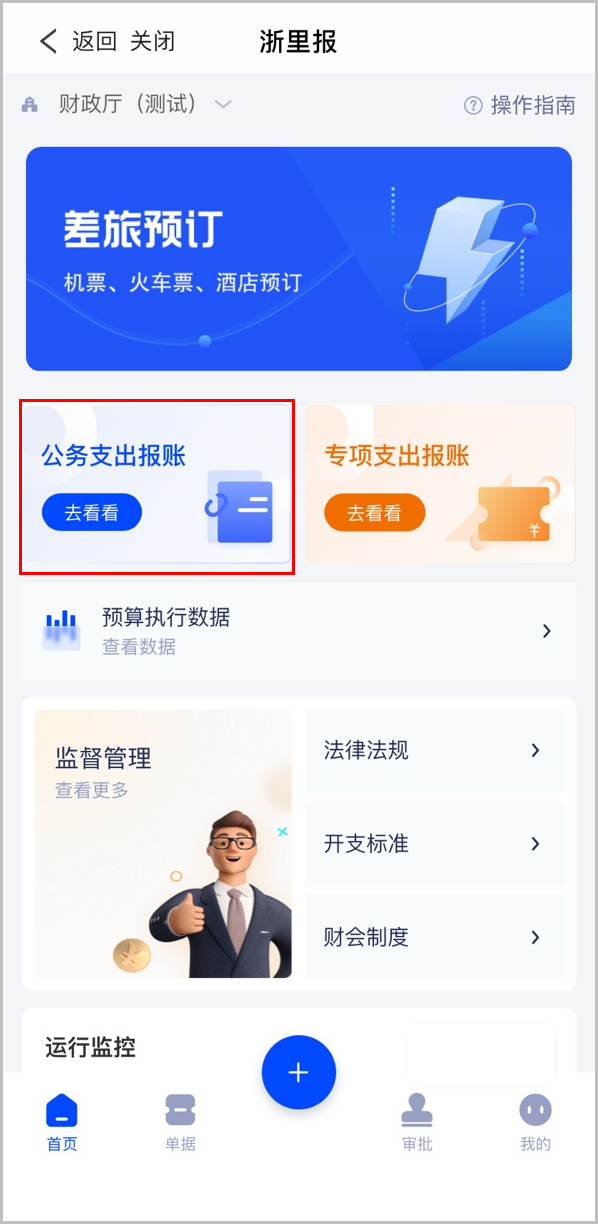 返回 关闭 浙里报
财政厅（测试） 操作指南
差旅预订
机票、火车票、酒店预订
公务支出报账
去看看
专项支出报账
去看看
¥
预算执行数据
查看数据
监督管理
查看更多
法律法规
开支标准
财会制度
运行监控
首页
单据
审批
我的